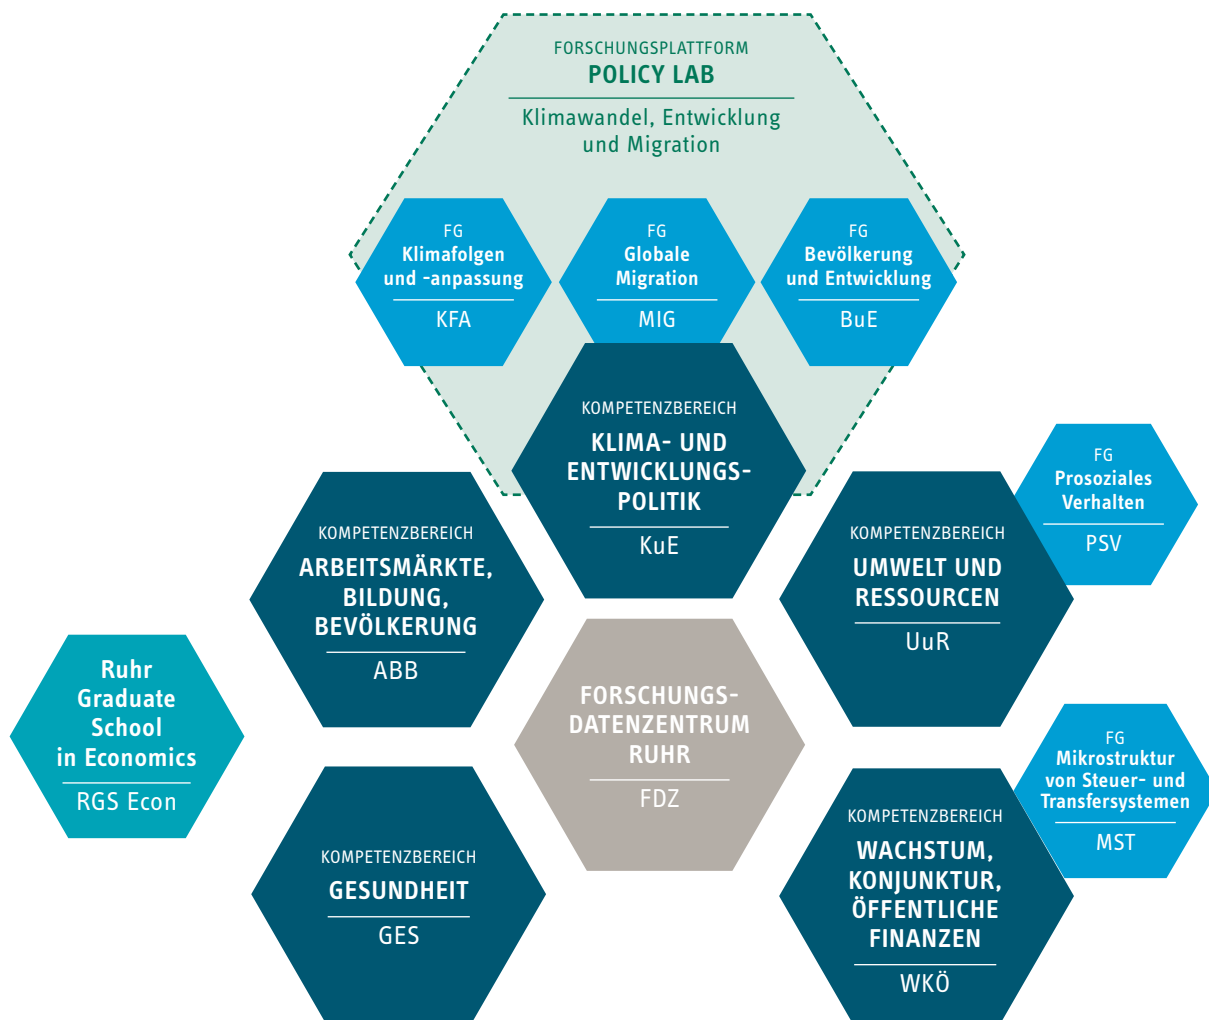 FORSCHUNGSPLATTFORM
POLICY LAB
Klimawandel, Entwicklung
und Migration
FG
Klimafolgen
und -anpassung
KFA
FG
Globale
Migration
MIG
FG
Bevölkerung
und Entwicklung
BuE
KOMPETENZBEREICH
KLIMA- UND
ENTWICKLUNGS-
POLITIK
KuE
FG
Prosoziales
Verhalten
PSV
KOMPETENZBEREICH
ARBEITSMÄRKTE,
BILDUNG,
BEVÖLKERUNG
ABB
KOMPETENZBEREICH
UMWELT UND
RESSOURCEN
UuR
Ruhr
Graduate
School
in Economics
RGS Econ
FORSCHUNGS-
DATENZENTRUM
RUHR
FDZ
FG
Mikrostruktur
von Steuer- und
Transfersystemen
MST
KOMPETENZBEREICH
GESUNDHEIT
GES
KOMPETENZBEREICH
WACHSTUM,
KONJUNKTUR,
ÖFFENTLICHE
FINANZEN
WKÖ